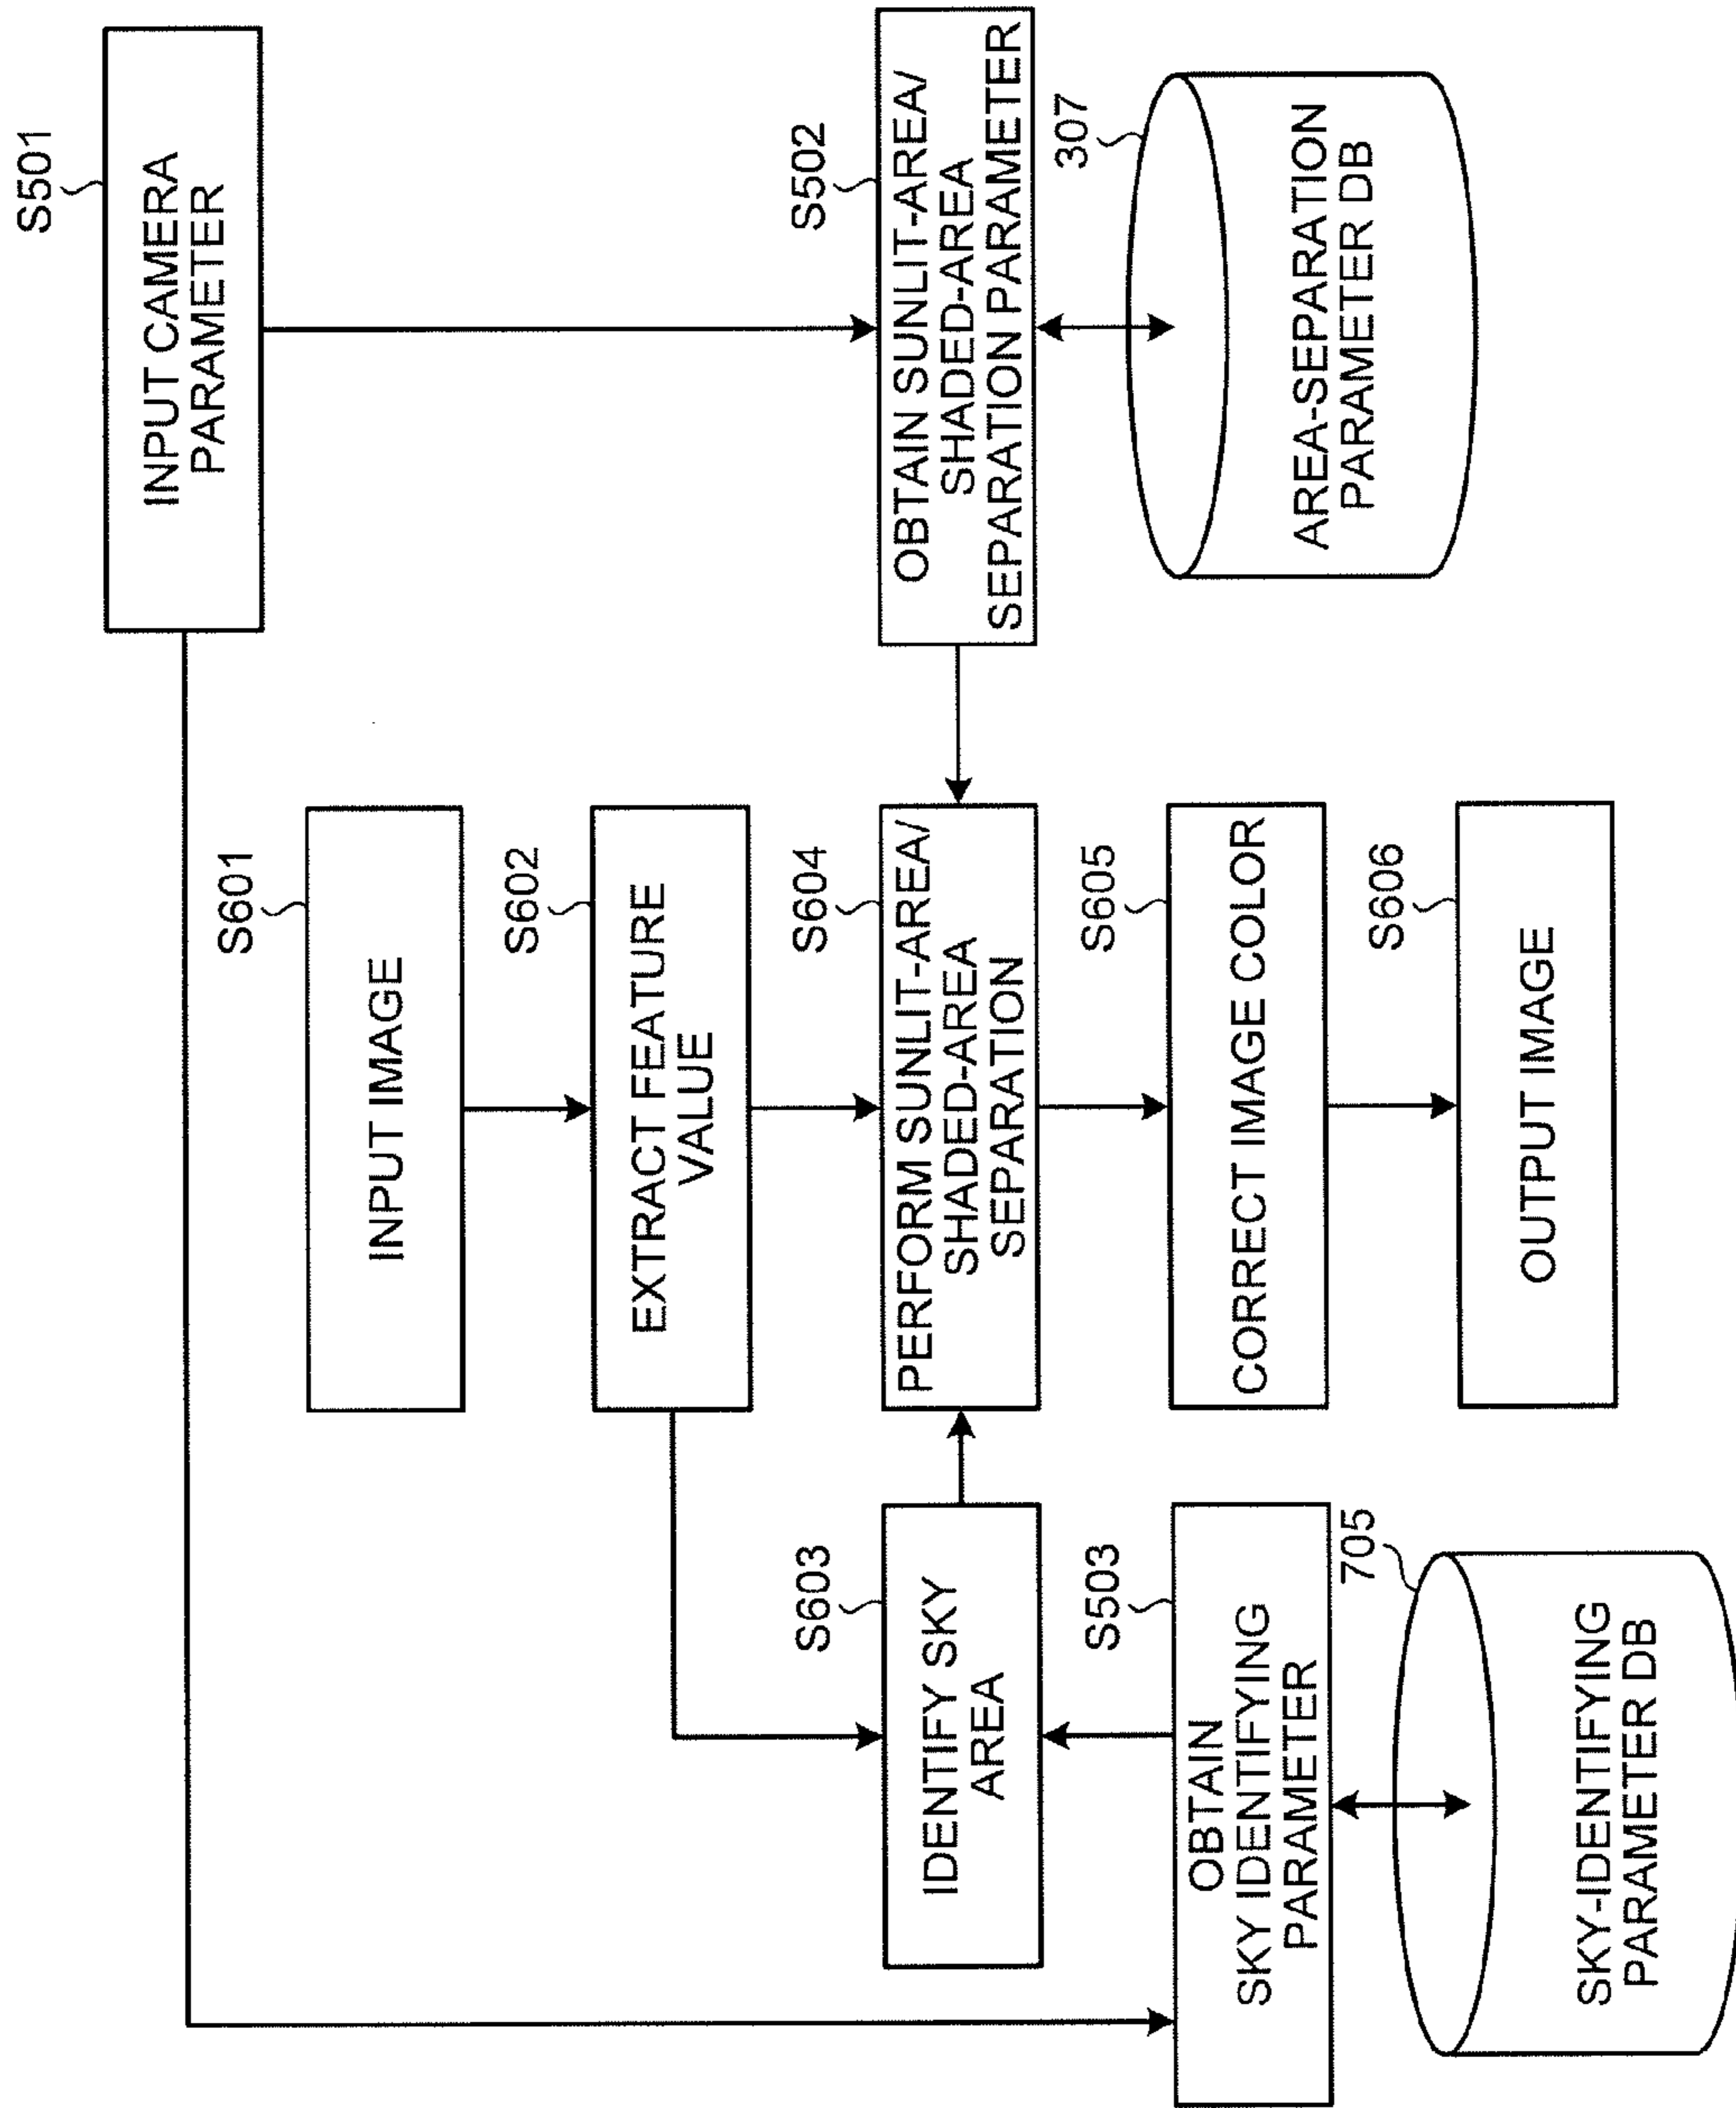 S501
INPUT CAMERA
PARAMETER
S601
INPUT IMAGE
S602
EXTRACT FEATURE
VALUE
S603
IDENTIFY SKY
AREA
S604
PERFORM SUNLIT-AREA/
SHADED-AREA
SEPARATION
S502
OBTAIN SUNLIT-AREA/
SHADED-AREA
SEPARATION PARAMETER
S503
OBTAIN
SKY IDENTIFYING
PARAMETER
S605
CORRECT IMAGE COLOR
307
AREA-SEPARATION
PARAMETER DB
705
SKY-IDENTIFYING
PARAMETER DB
S606
OUTPUT IMAGE